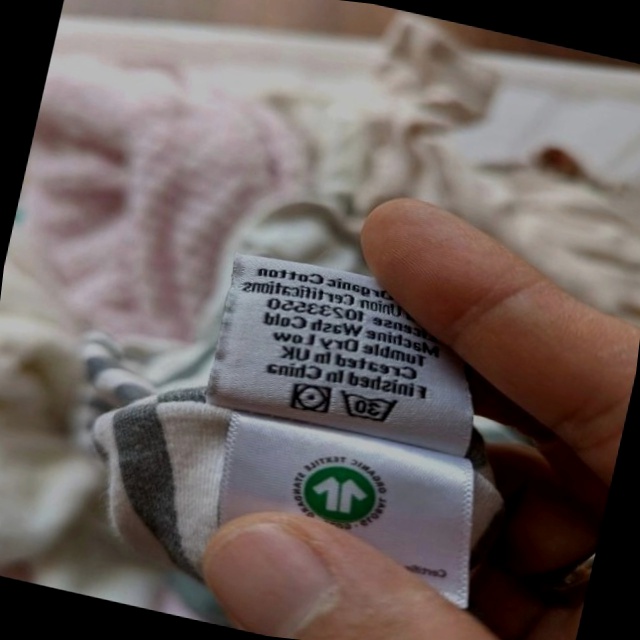 Organic Cotton
Union Certifications
License 10233550
Machine Wash Cold
Tumble Dry Low
Created in UK
Finished in China
30
ORGANIC TEXTILE STANDARD